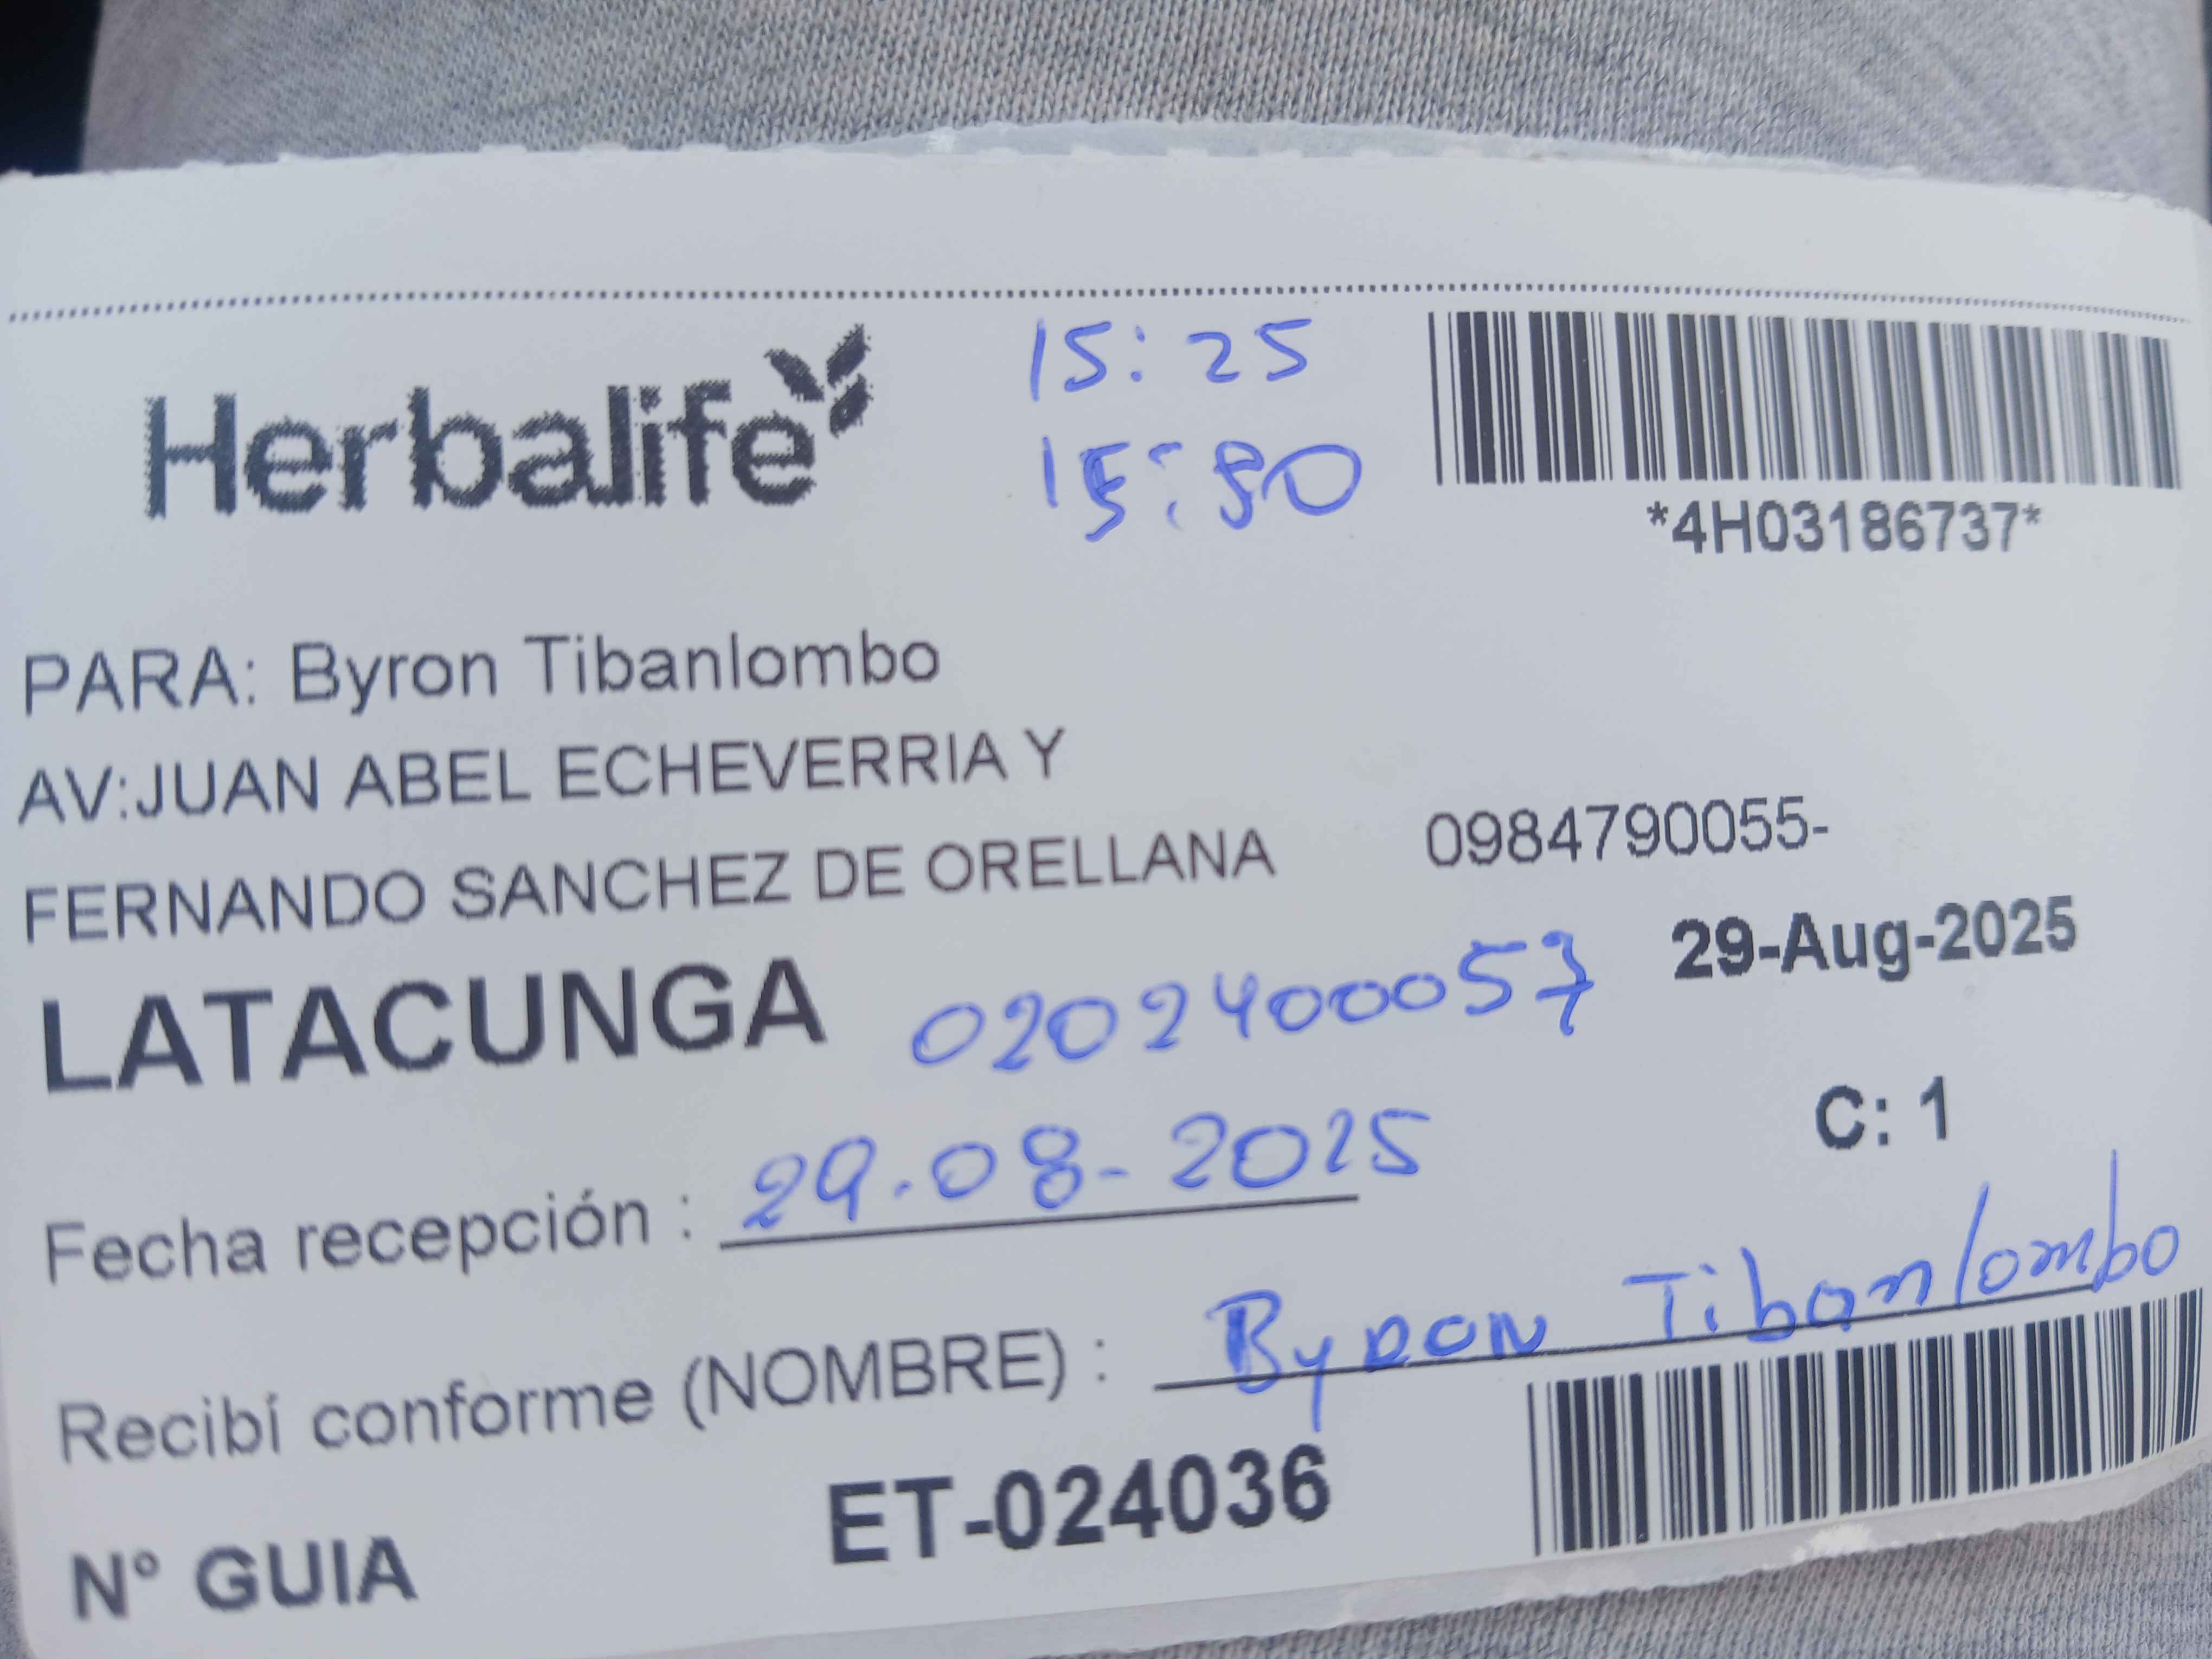 Herbalife
15:25
15:50
*4H03186737*
PARA: Byron Tibanlombo
AV:JUAN ABEL ECHEVERRIA Y
FERNANDO SANCHEZ DE ORELLANA 0984790055-
29-Aug-2025
LATACUNGA 0202400057
C: 1
Fecha recepción : 29.08-2025
Recibí conforme (NOMBRE) : Byron Tibanlombo
N° GUIA ET-024036